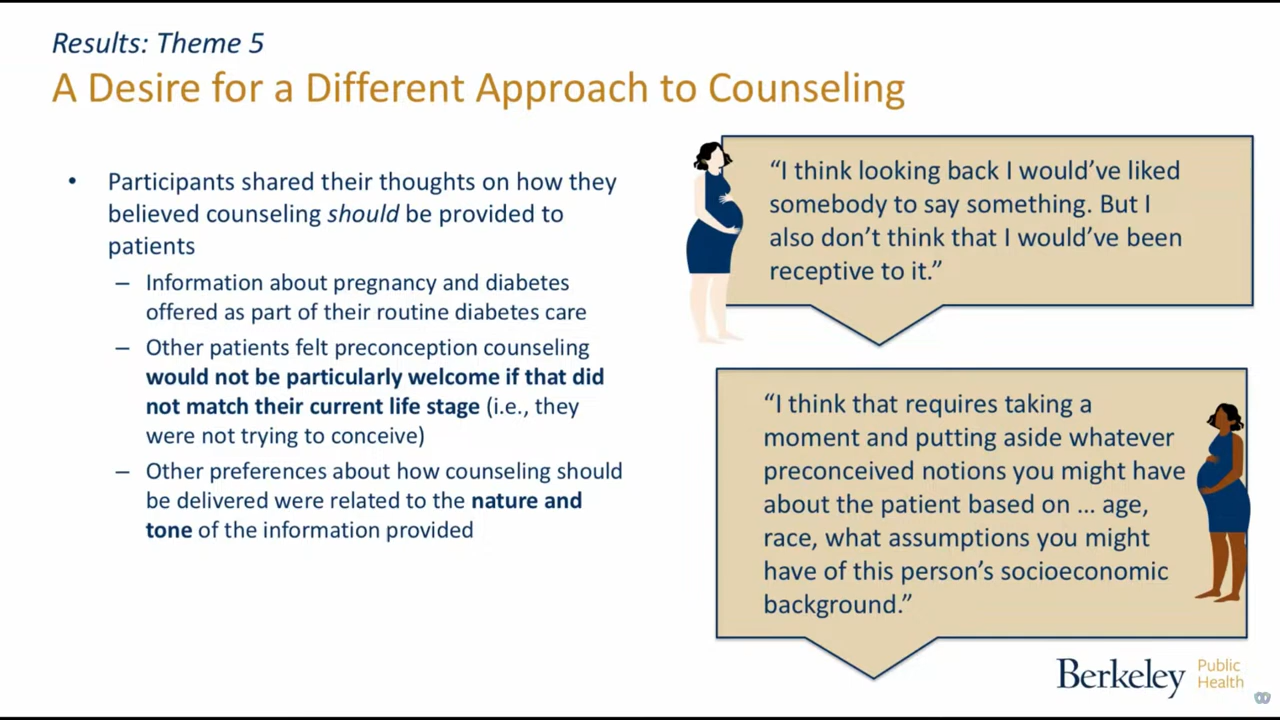 Results: Theme 5
A Desire for a Different Approach to Counseling
• Participants shared their thoughts on how they
believed counseling should be provided to
patients
– Information about pregnancy and diabetes
offered as part of their routine diabetes care
– Other patients felt preconception counseling
would not be particularly welcome if that did
not match their current life stage (i.e., they
were not trying to conceive)
– Other preferences about how counseling should
be delivered were related to the nature and
tone of the information provided
“I think looking back I would’ve liked
somebody to say something. But I
also don’t think that I would’ve been
receptive to it.”
“I think that requires taking a
moment and putting aside whatever
preconceived notions you might have
about the patient based on … age,
race, what assumptions you might
have of this person’s socioeconomic
background.”
Berkeley Public
Health